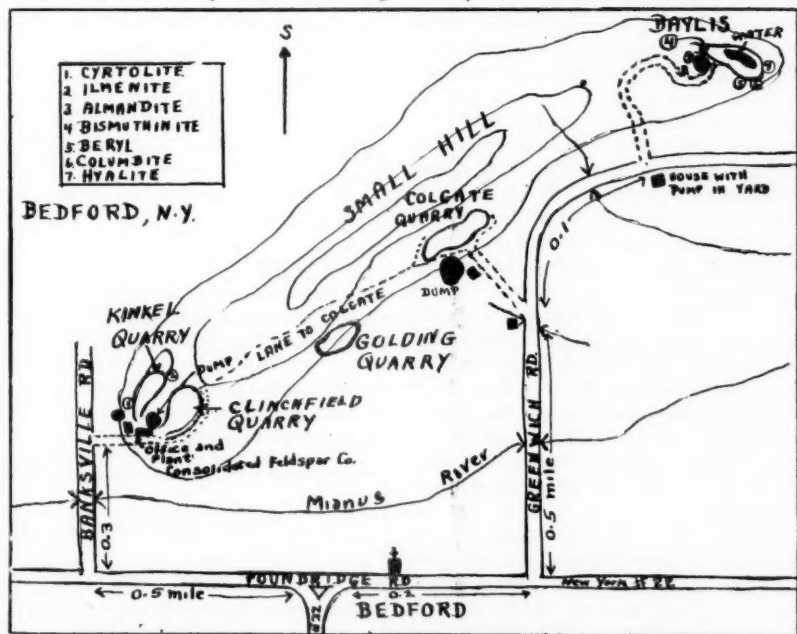 S
BAYLIS
WATER
4
7
1. CYRTOLITE
2 ILMENITE
3 ALMANDITE
4 BISMUTHINITE
5. BERYL
6. COLUMBITE
7. HYALITE
BEDFORD, N.Y.
SMALL HILL
COLGATE
QUARRY
HOUSE WITH
PUMP IN YARD
0.1
KINKEL
QUARRY
DUMP
LANE TO COLGATE
DUMP
GOLDING
QUARRY
CLINCHFIELD
QUARRY
Office and
Plant
Consolidated Feldspar Co.
BANKSVILLE RD.
GREENWICH RD.
Mianus River
0.3
0.5 mile
POUNDRIDGE RD
New York # 22
0.5 mile
# 22
0.2
BEDFORD